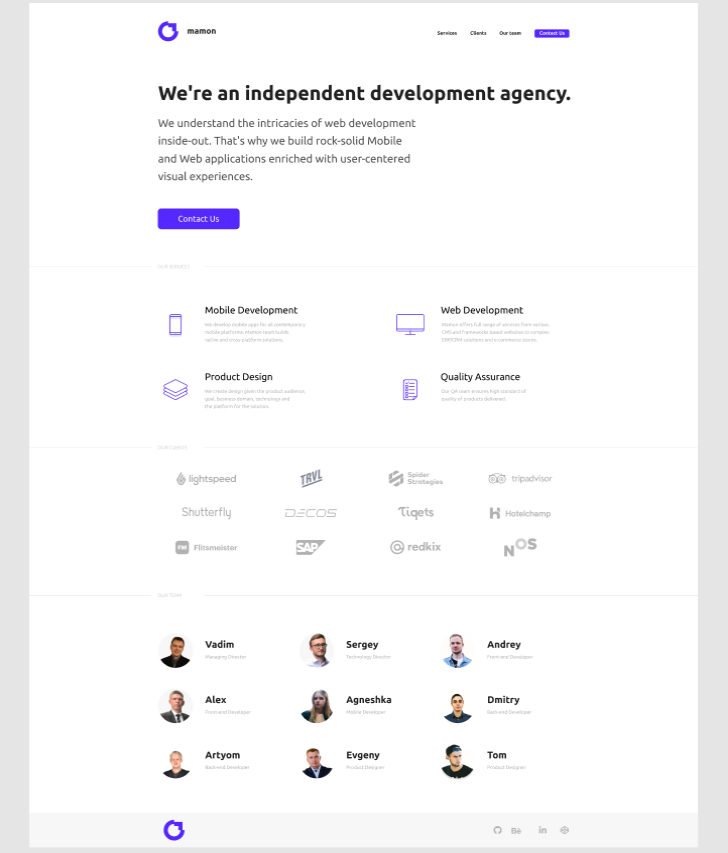 mamon
Services Clients Our team Contact Us
We're an independent development agency.
We understand the intricacies of web development
inside-out. That's why we build rock-solid Mobile
and Web applications enriched with user-centered
visual experiences.
Contact Us
OUR SERVICES
Mobile Development
We develop mobile apps for all contemporary
mobile platforms. Mamon team builds
native and cross-platform solutions.
Web Development
Mamon offers full range of services from various
CMS and frameworks based websites to complex
ERP/CRM solutions and e-commerce stores.
Product Design
We create design given the product audience,
goal, business domain, technology and
the platform for the solution.
Quality Assurance
Our QA team ensures high standard of
quality of products delivered.
OUR CLIENTS
lightspeed TRVL Spider Strategies tripadvisor
Shutterfly DECOS Tiqets Hotelchamp
FM Flitsmeister SAP redkix NOS
OUR TEAM
Vadim
Managing Director
Sergey
Technology Director
Andrey
Front-end Developer
Alex
Front-end Developer
Agneshka
Mobile Developer
Dmitry
Back-end Developer
Artyom
Back-end Developer
Evgeny
Product Designer
Tom
Product Designer
Bē in